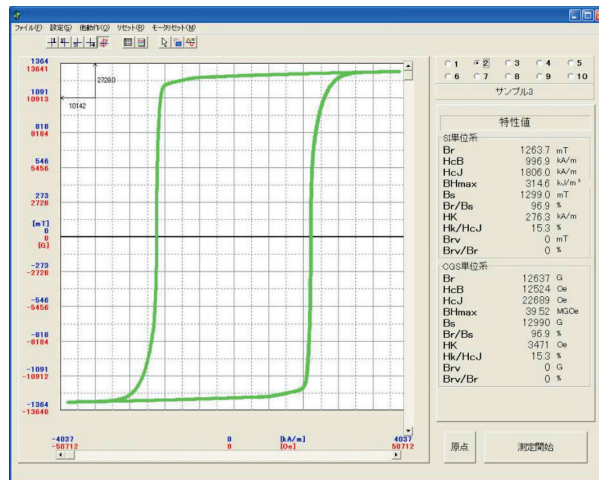 ファイル(F) 設定(S) 他動作(O) リセット(R) モータリセット(M)
1364
13641
1091
10913
818
8184
546
5456
273
2728
[mT]
0
0
[G]
-273
-2728
-546
-5456
-818
-8184
-1091
-10912
-1364
-13640
2728.0
10142
-4037 0 [kA/m] 4037
-50712 0 [Oe] 50712
1 2 3 4 5
6 7 8 9 10
サンプル3
特性値
SI単位系
Br 1263.7 mT
HcB 996.9 kA/m
HcJ 1806.0 kA/m
BHmax 314.6 kJ/m³
Bs 1299.0 mT
Br/Bs 96.9 %
HK 276.3 kA/m
Hk/HcJ 15.3 %
Brv 0 mT
Brv/Br 0 %
CGS単位系
Br 12637 G
HcB 12524 Oe
HcJ 22689 Oe
BHmax 39.52 MGOe
Bs 12990 G
Br/Bs 96.9 %
HK 3471 Oe
Hk/HcJ 15.3 %
Brv 0 G
Brv/Br 0 %
原点 測定開始